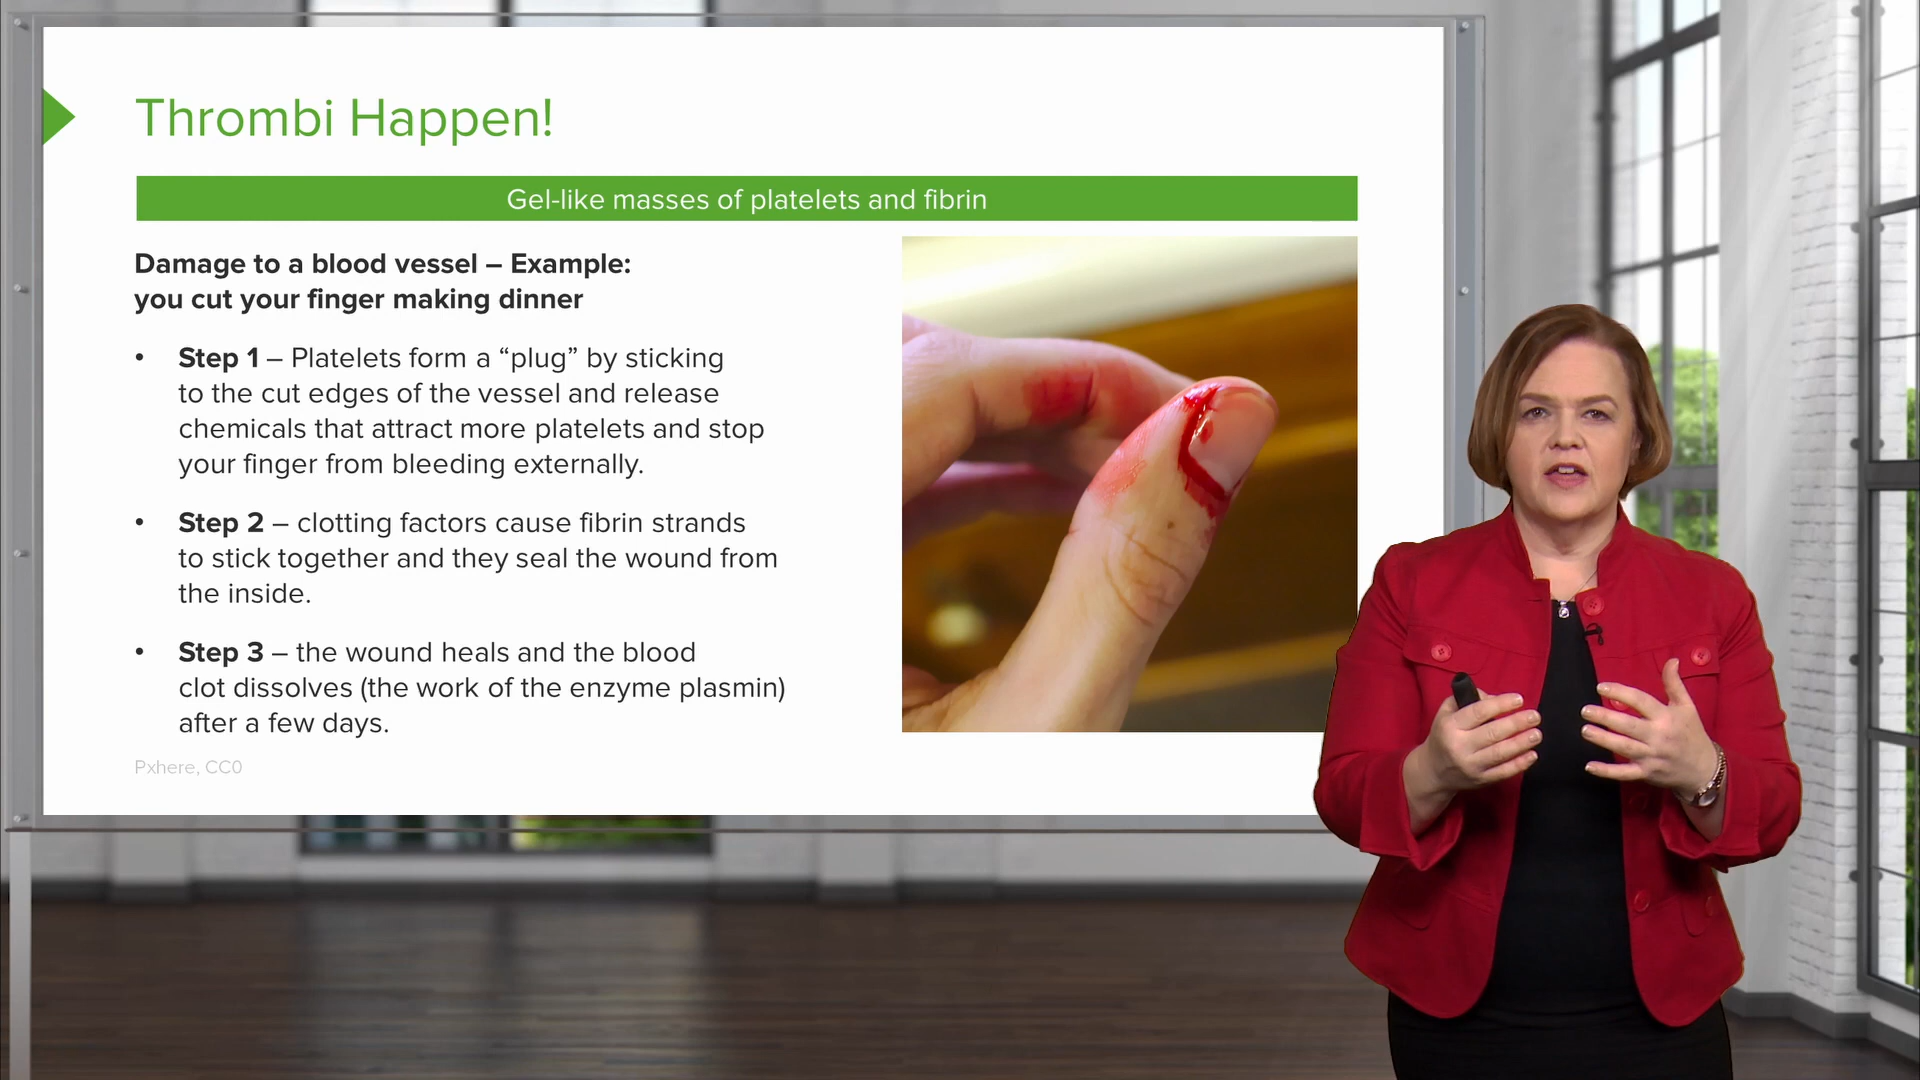 Thrombi Happen!
Gel-like masses of platelets and fibrin
Damage to a blood vessel – Example:
you cut your finger making dinner
• Step 1 – Platelets form a “plug” by sticking
to the cut edges of the vessel and release
chemicals that attract more platelets and stop
your finger from bleeding externally.
• Step 2 – clotting factors cause fibrin strands
to stick together and they seal the wound from
the inside.
• Step 3 – the wound heals and the blood
clot dissolves (the work of the enzyme plasmin)
after a few days.
Pxhere, CC0